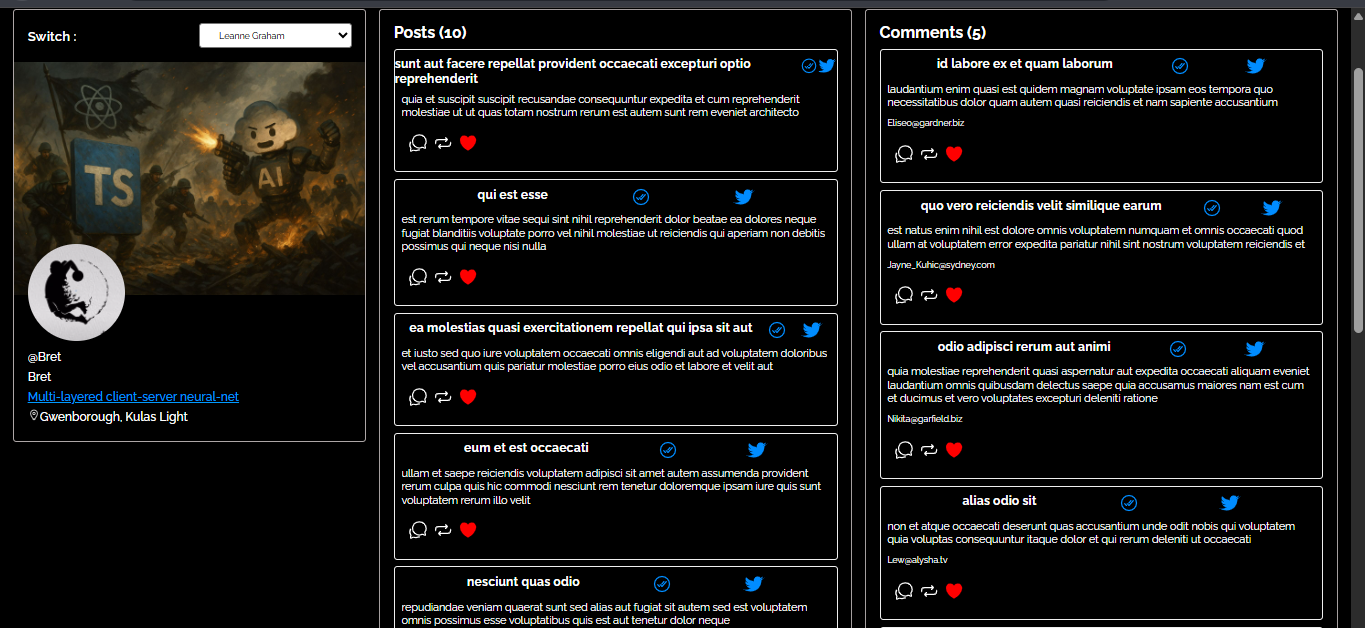 Switch :
Leanne Graham
TS
AI
@Bret
Bret
Multi-layered client-server neural-net
Gwenborough, Kulas Light
Posts (10)
sunt aut facere repellat provident occaecati excepturi optio
reprehenderit
quia et suscipit suscipit recusandae consequuntur expedita et cum reprehenderit
molestiae ut ut quas totam nostrum rerum est autem sunt rem eveniet architecto
qui est esse
est rerum tempore vitae sequi sint nihil reprehenderit dolor beatae ea dolores neque
fugiat blanditiis voluptate porro vel nihil molestiae ut reiciendis qui aperiam non debitis
possimus qui neque nisi nulla
ea molestias quasi exercitationem repellat qui ipsa sit aut
et iusto sed quo iure voluptatem occaecati omnis eligendi aut ad voluptatem doloribus
vel accusantium quis pariatur molestiae porro eius odio et labore et velit aut
eum et est occaecati
ullam et saepe reiciendis voluptatem adipisci sit amet autem assumenda provident
rerum culpa quis hic commodi nesciunt rem tenetur doloremque ipsam iure quis sunt
voluptatem rerum illo velit
nesciunt quas odio
repudiandae veniam quaerat sunt sed alias aut fugiat sit autem sed est voluptatem
omnis possimus esse voluptatibus quis est aut tenetur dolor neque
Comments (5)
id labore ex et quam laborum
laudantium enim quasi est quidem magnam voluptate ipsam eos tempora quo
necessitatibus dolor quam autem quasi reiciendis et nam sapiente accusantium
Eliseo@gardner.biz
quo vero reiciendis velit similique earum
est natus enim nihil est dolore omnis voluptatem numquam et omnis occaecati quod
ullam at voluptatem error expedita pariatur nihil sint nostrum voluptatem reiciendis et
Jayne_Kuhic@sydney.com
odio adipisci rerum aut animi
quia molestiae reprehenderit quasi aspernatur aut expedita occaecati aliquam eveniet
laudantium omnis quibusdam delectus saepe quia accusamus maiores nam est cum
et ducimus et vero voluptates excepturi deleniti ratione
Nikita@garfield.biz
alias odio sit
non et atque occaecati deserunt quas accusantium unde odit nobis qui voluptatem
quia voluptas consequuntur itaque dolor et qui rerum deleniti ut occaecati
Lew@alysha.tv